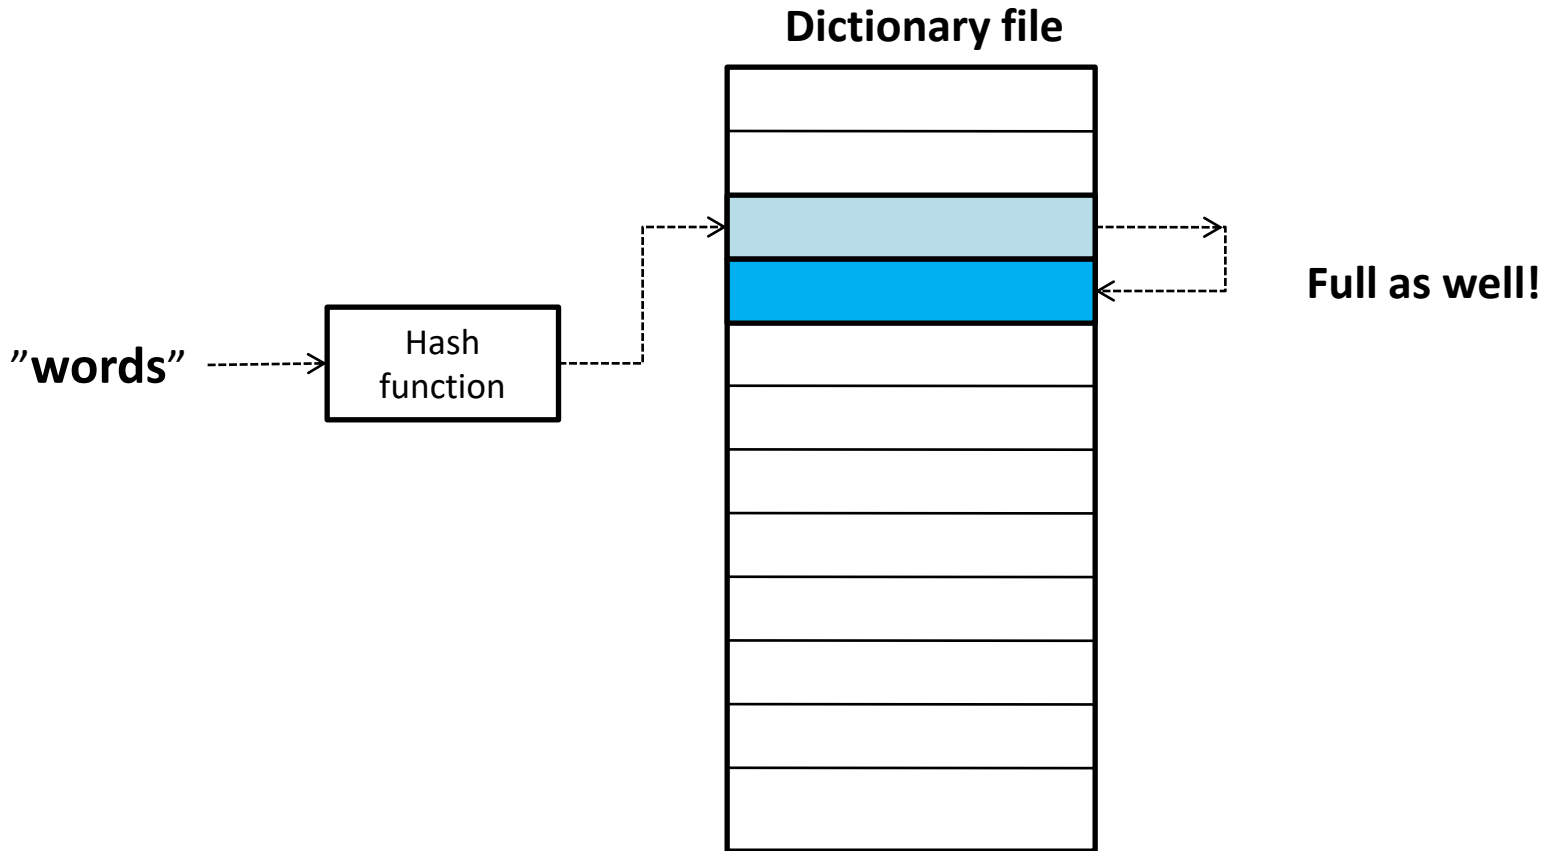 Dictionary file
Full as well!
”words”
Hash
function